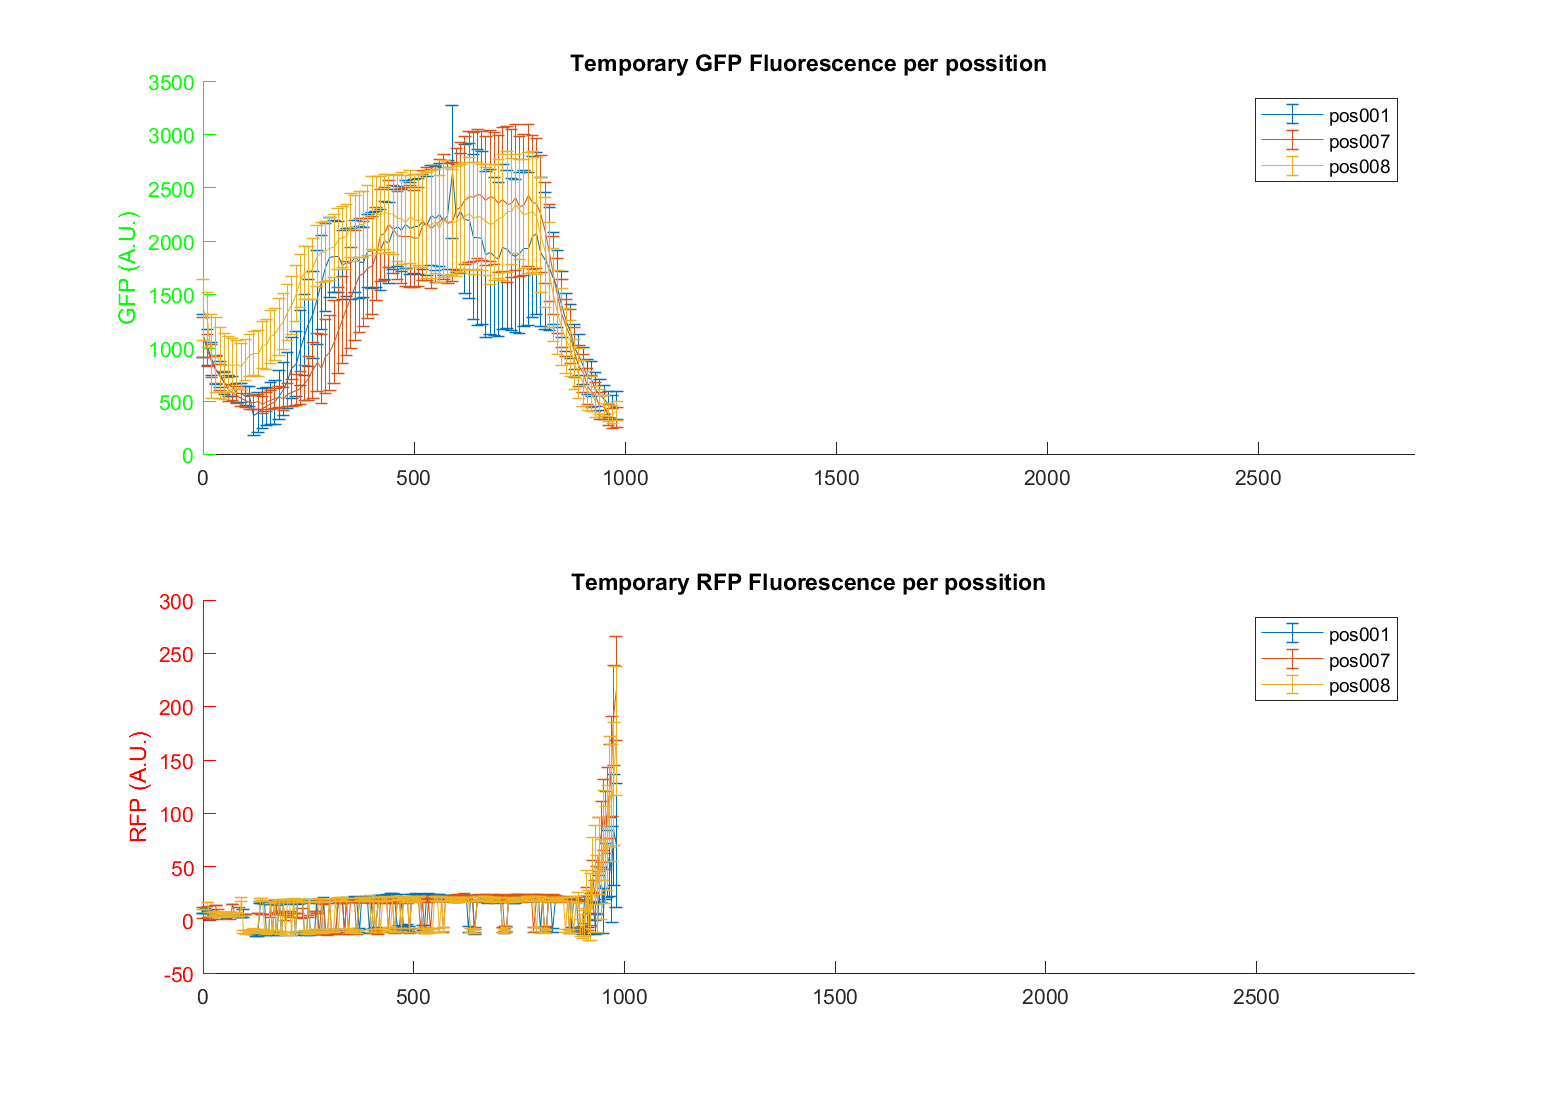 Temporary GFP Fluorescence per possition
GFP (A.U.)
3500
3000
2500
2000
1500
1000
500
0
0 500 1000 1500 2000 2500
pos001
pos007
pos008
Temporary RFP Fluorescence per possition
RFP (A.U.)
300
250
200
150
100
50
0
-50
0 500 1000 1500 2000 2500
pos001
pos007
pos008